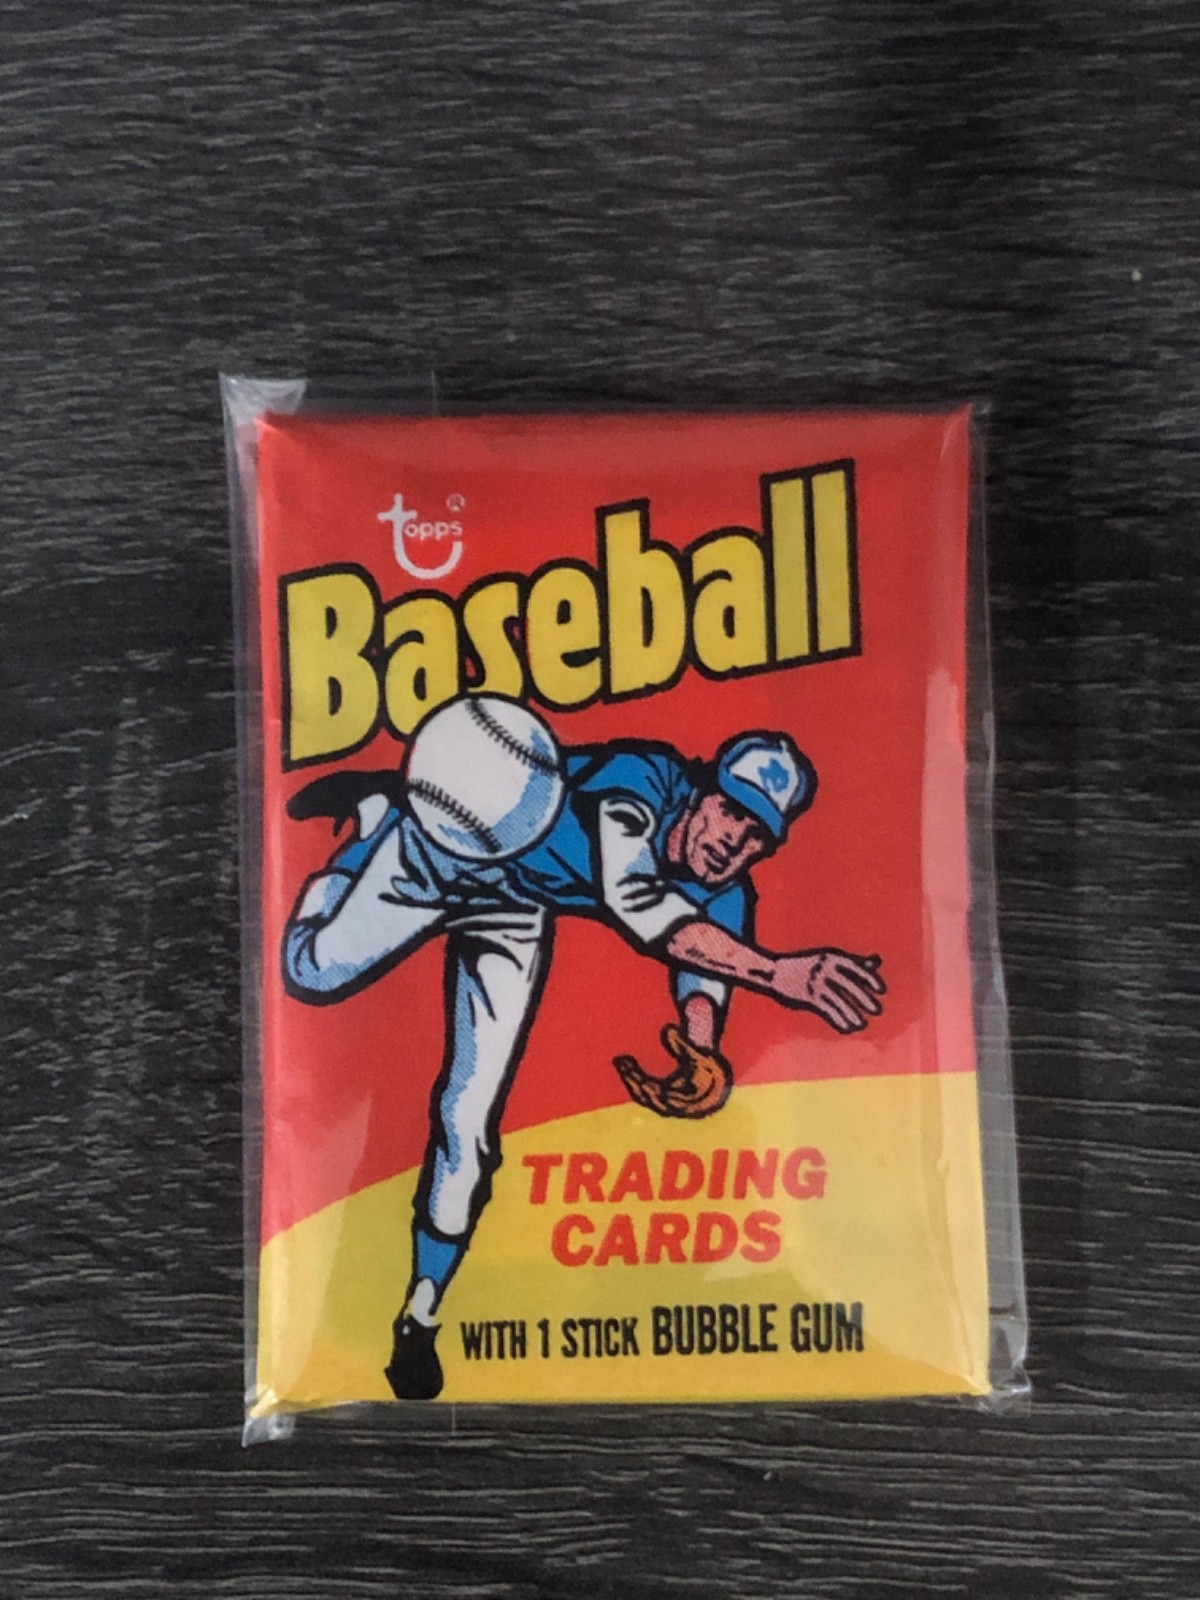 topps®
Baseball
TRADING
CARDS
WITH 1 STICK BUBBLE GUM